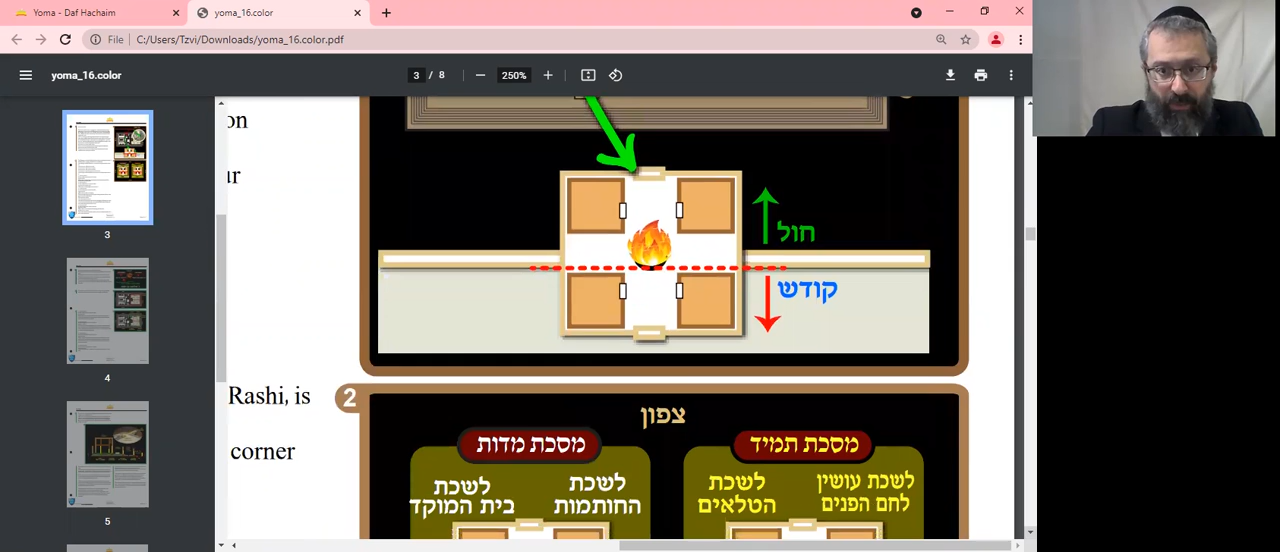 Yoma - Daf Hachaim
yoma_16.color
File
C:/Users/Tzvi/Downloads/yoma_16.color.pdf
yoma_16.color
3 / 8
250%
on
ur
חול
קודש
Rashi, is
corner
2
צפון
מסכת מדות
מסכת תמיד
לשכת
בית המוקד
לשכת
החותמות
לשכת
הטלאים
לשכת עושין
לחם הפנים
3
4
5